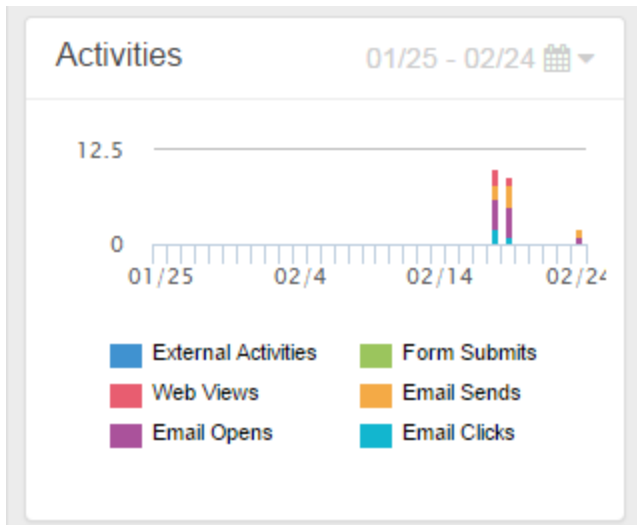 Activities 01/25 - 02/24
12.5
0
01/25 02/4 02/14 02/24
External Activities Form Submits
Web Views Email Sends
Email Opens Email Clicks